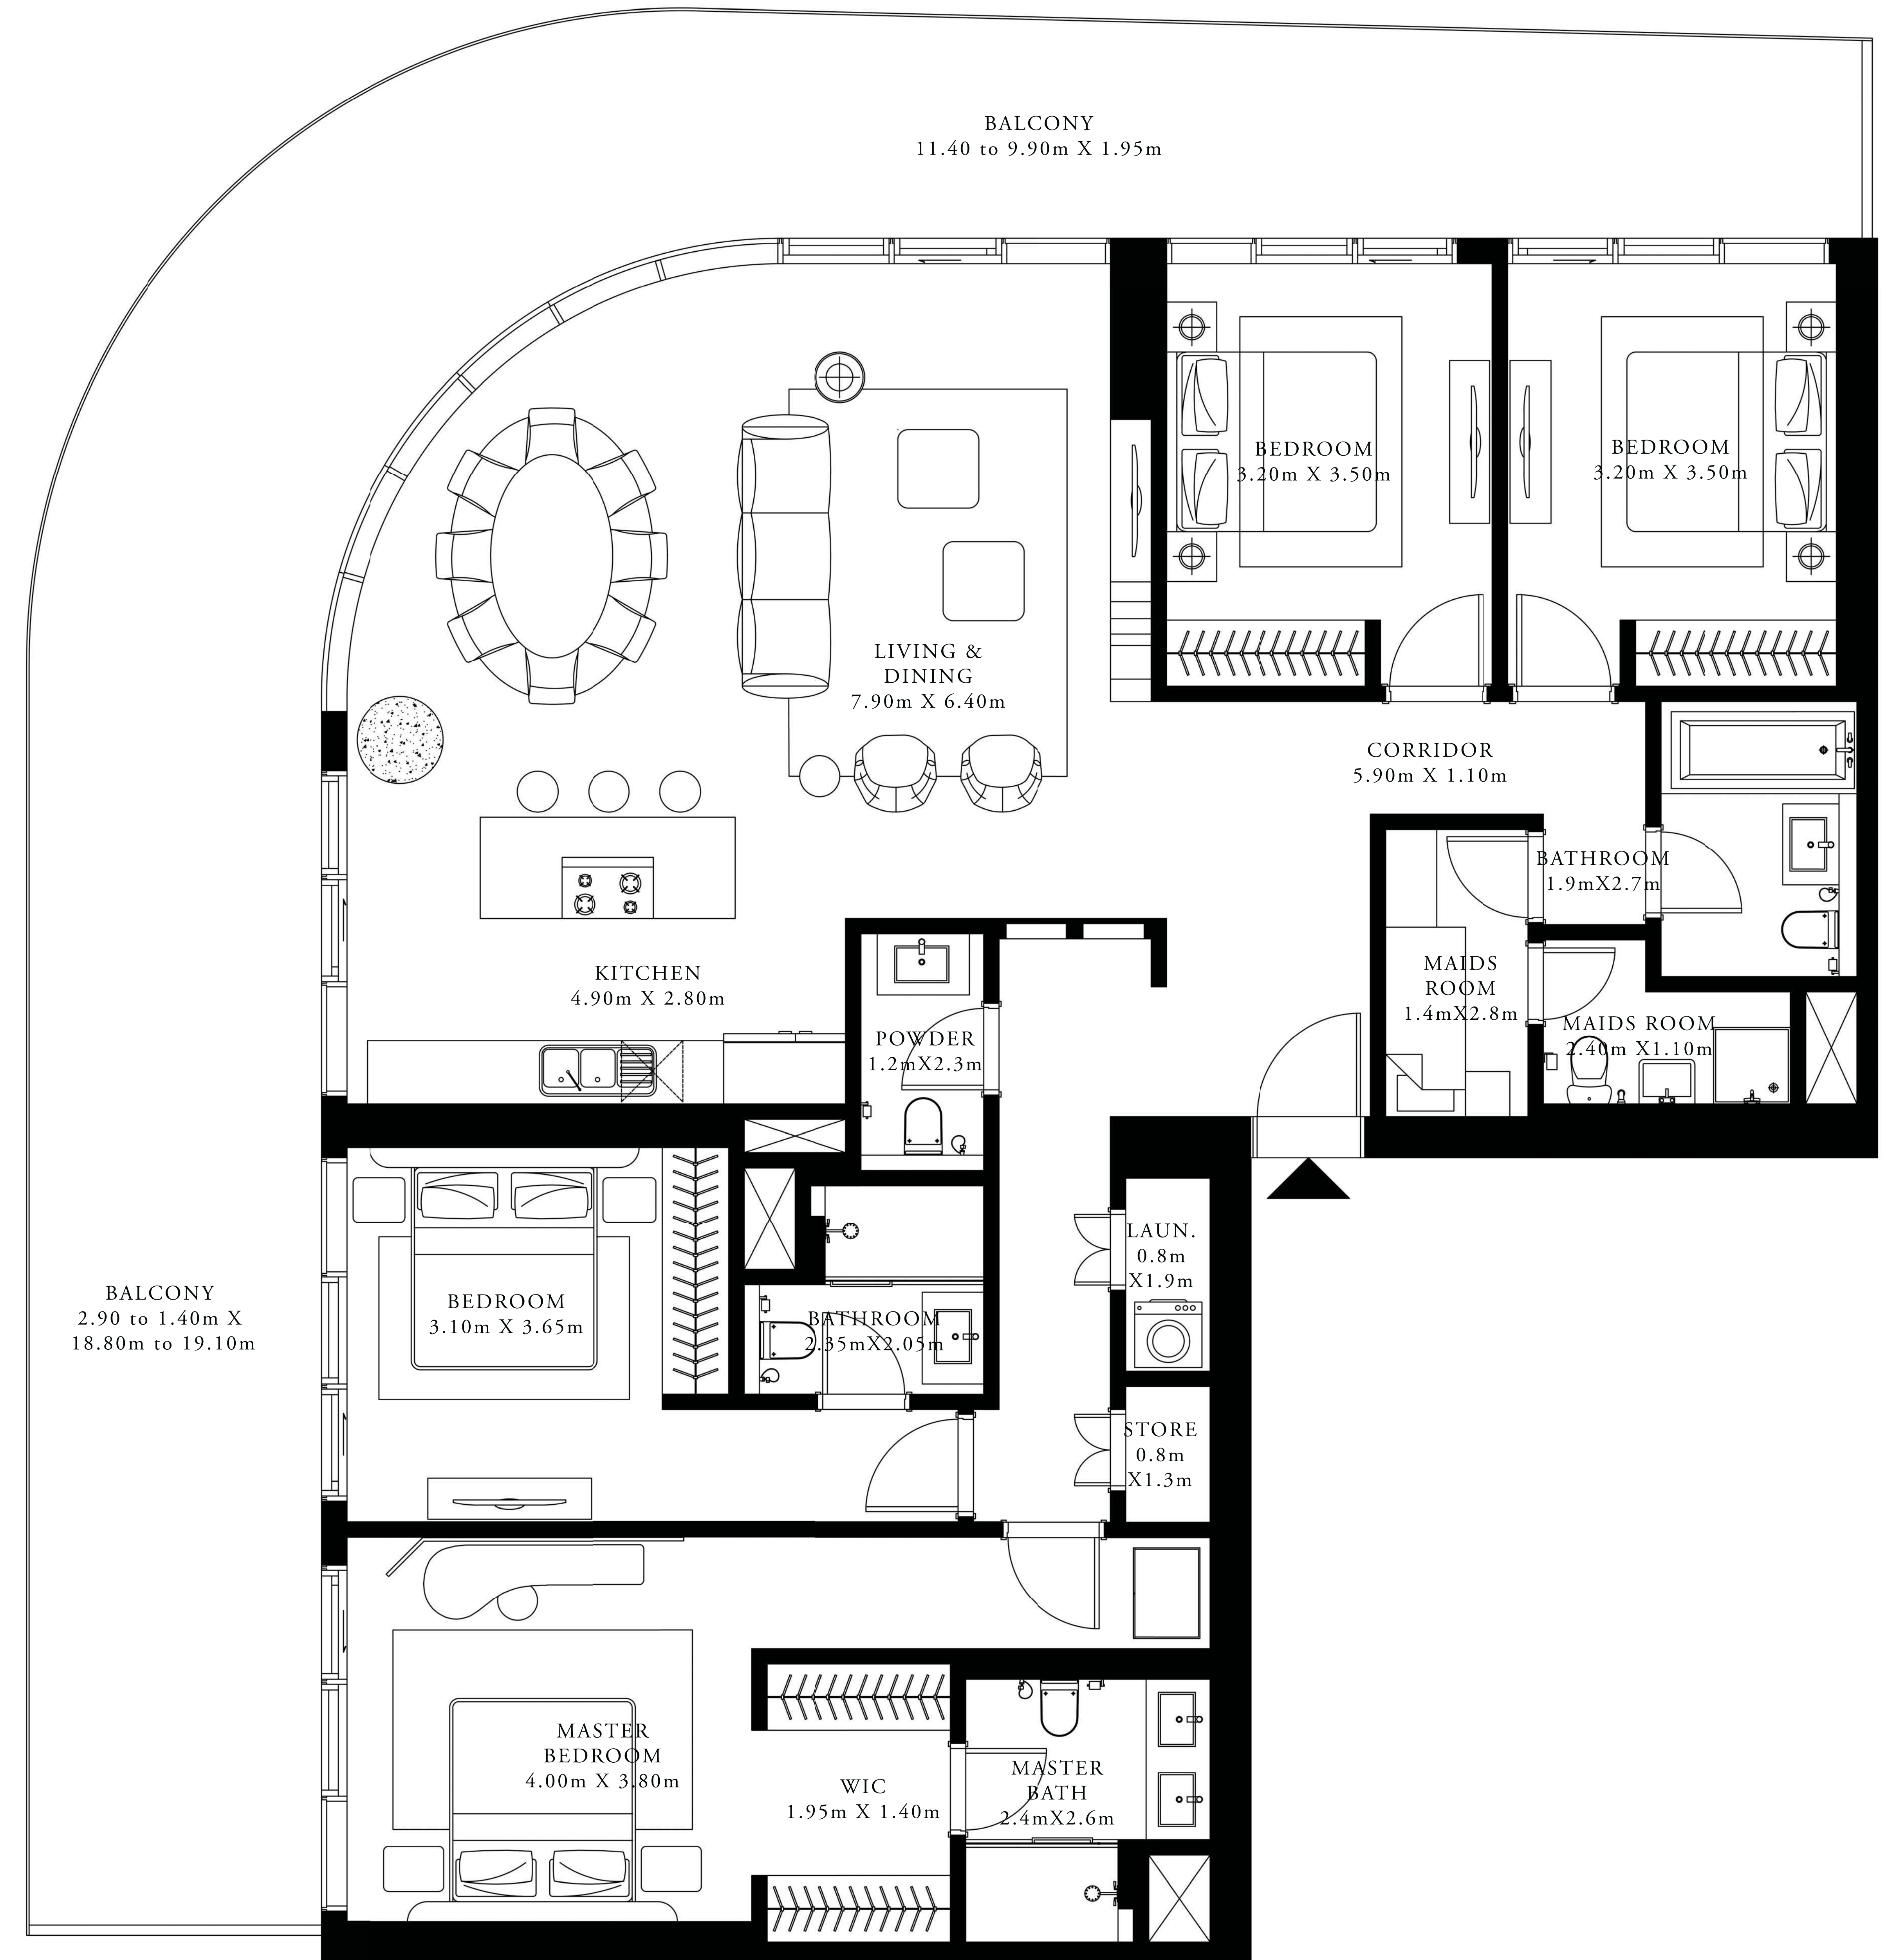 BALCONY
11.40 to 9.90m X 1.95m
BEDROOM
3.20m X 3.50m
BEDROOM
3.20m X 3.50m
LIVING &
DINING
7.90m X 6.40m
CORRIDOR
5.90m X 1.10m
BATHROOM
1.9mX2.7m
KITCHEN
4.90m X 2.80m
MAIDS
ROOM
1.4mX2.8m
MAIDS ROOM
2.40m X1.10m
POWDER
1.2mX2.3m
LAUN.
0.8m
X1.9m
BALCONY
2.90 to 1.40m X
18.80m to 19.10m
BEDROOM
3.10m X 3.65m
BATHROOM
2.35mX2.05m
STORE
0.8m
X1.3m
MASTER
BEDROOM
4.00m X 3.80m
WIC
1.95m X 1.40m
MASTER
BATH
2.4mX2.6m